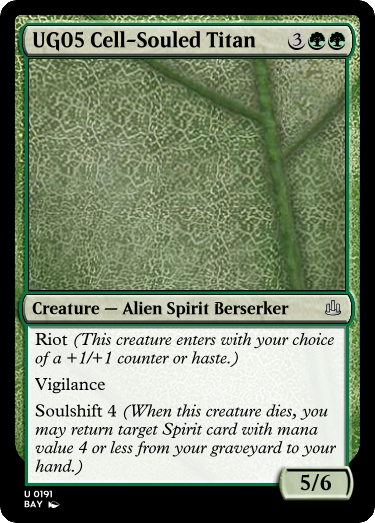 UG05 Cell-Souled Titan 3
Creature — Alien Spirit Berserker
Riot (This creature enters with your choice
of a +1/+1 counter or haste.)
Vigilance
Soulshift 4 (When this creature dies, you
may return target Spirit card with mana
value 4 or less from your graveyard to your
hand.)
5/6
U 0191
BAY